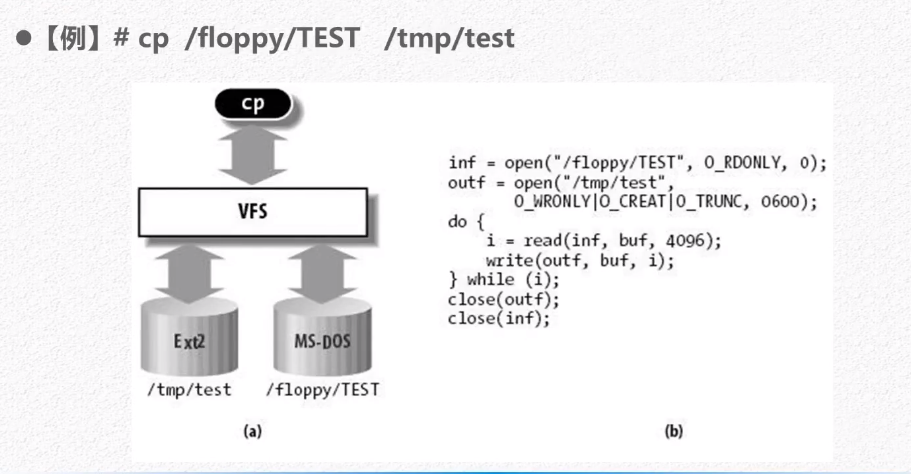 ●【例】# cp /floppy/TEST /tmp/test
cp
VFS
Ext2 MS-DOS
/tmp/test /floppy/TEST
(a)
inf = open("/floppy/TEST", O_RDONLY, 0);
outf = open("/tmp/test",
O_WRONLY|O_CREAT|O_TRUNC, 0600);
do {
i = read(inf, buf, 4096);
write(outf, buf, i);
} while (i);
close(outf);
close(inf);
(b)